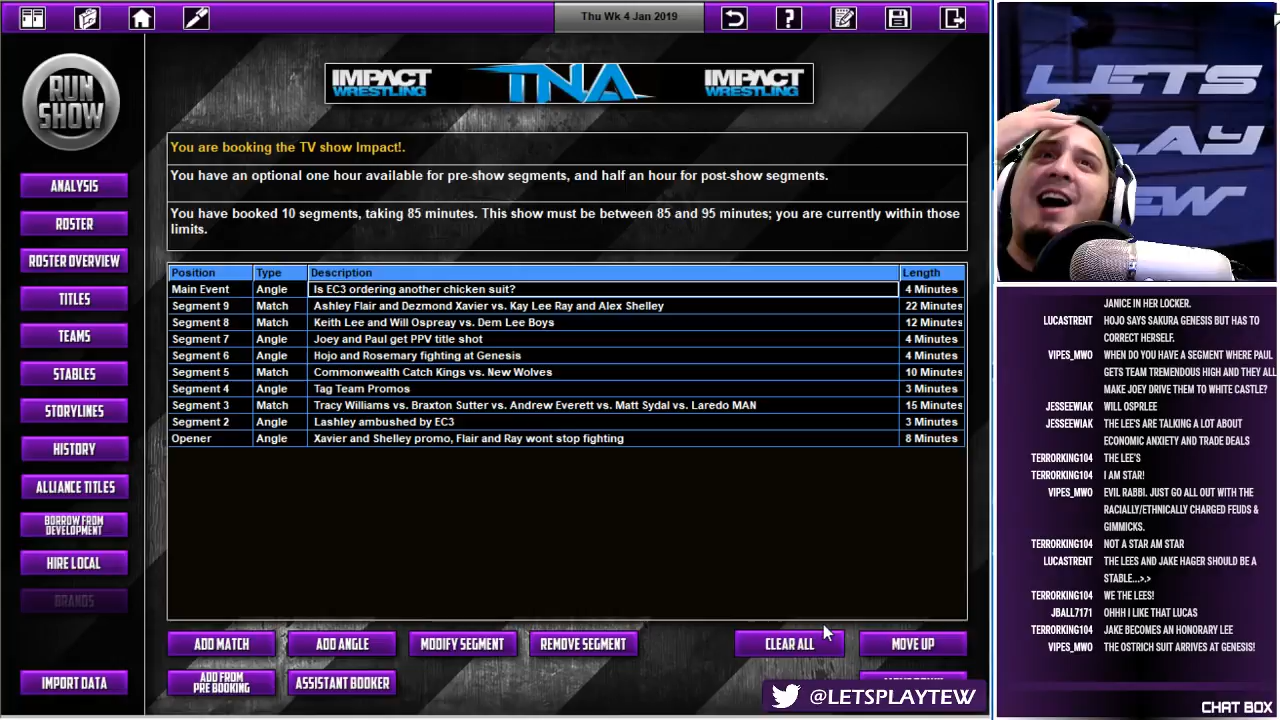 Thu Wk 4 Jan 2019
RUN
SHOW
IMPACT
WRESTLING
TNA
IMPACT
WRESTLING
LETS
PLAY
TEW
You are booking the TV show Impact!.
You have an optional one hour available for pre-show segments, and half an hour for post-show segments.
You have booked 10 segments, taking 85 minutes. This show must be between 85 and 95 minutes; you are currently within those
limits.
ANALYSIS
ROSTER
ROSTER OVERVIEW
TITLES
TEAMS
STABLES
STORYLINES
HISTORY
ALLIANCE TITLES
BORROW FROM
DEVELOPMENT
HIRE LOCAL
BRANDS
IMPORT DATA
Position Type Description Length
Main Event Angle Is EC3 ordering another chicken suit? 4 Minutes
Segment 9 Match Ashley Flair and Dezmond Xavier vs. Kay Lee Ray and Alex Shelley 22 Minutes
Segment 8 Match Keith Lee and Will Ospreay vs. Dem Lee Boys 12 Minutes
Segment 7 Angle Joey and Paul get PPV title shot 4 Minutes
Segment 6 Angle Hojo and Rosemary fighting at Genesis 4 Minutes
Segment 5 Match Commonwealth Catch Kings vs. New Wolves 10 Minutes
Segment 4 Angle Tag Team Promos 3 Minutes
Segment 3 Match Tracy Williams vs. Braxton Sutter vs. Andrew Everett vs. Matt Sydal vs. Laredo MAN 15 Minutes
Segment 2 Angle Lashley ambushed by EC3 3 Minutes
Opener Angle Xavier and Shelley promo, Flair and Ray wont stop fighting 8 Minutes
ADD MATCH
ADD ANGLE
MODIFY SEGMENT
REMOVE SEGMENT
CLEAR ALL
MOVE UP
ADD FROM
PRE BOOKING
ASSISTANT BOOKER
@LETSPLAYTEW
JANICE IN HER LOCKER.
LUCASTRENT HOJO SAYS SAKURA GENESIS BUT HAS TO
CORRECT HERSELF.
VIPES_MWO WHEN DO YOU HAVE A SEGMENT WHERE PAUL
GETS TEAM TREMENDOUS HIGH AND THEY ALL
MAKE JOEY DRIVE THEM TO WHITE CASTLE?
JESSEEWIAK WILL OSPRLEE
JESSEEWIAK THE LEE'S ARE TALKING A LOT ABOUT
ECONOMIC ANXIETY AND TRADE DEALS
TERRORKING104 THE LEE'S
TERRORKING104 I AM STAR!
VIPES_MWO EVIL RABBI. JUST GO ALL OUT WITH THE
RACIALLY/ETHNICALLY CHARGED FEUDS &
GIMMICKS.
TERRORKING104 NOT A STAR AM STAR
LUCASTRENT THE LEES AND JAKE HAGER SHOULD BE A
STABLE...>.>
TERRORKING104 WE THE LEES!
JBALL7171 OHHH I LIKE THAT LUCAS
TERRORKING104 JAKE BECOMES AN HONORARY LEE
VIPES_MWO THE OSTRICH SUIT ARRIVES AT GENESIS!
CHAT BOX